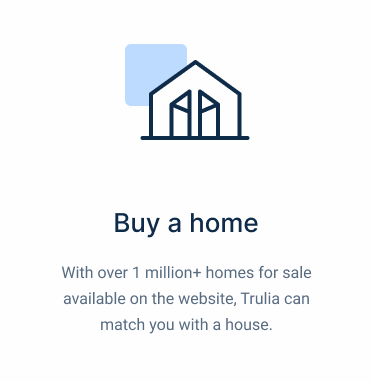 Buy a home
With over 1 million+ homes for sale
available on the website, Trulia can
match you with a house.